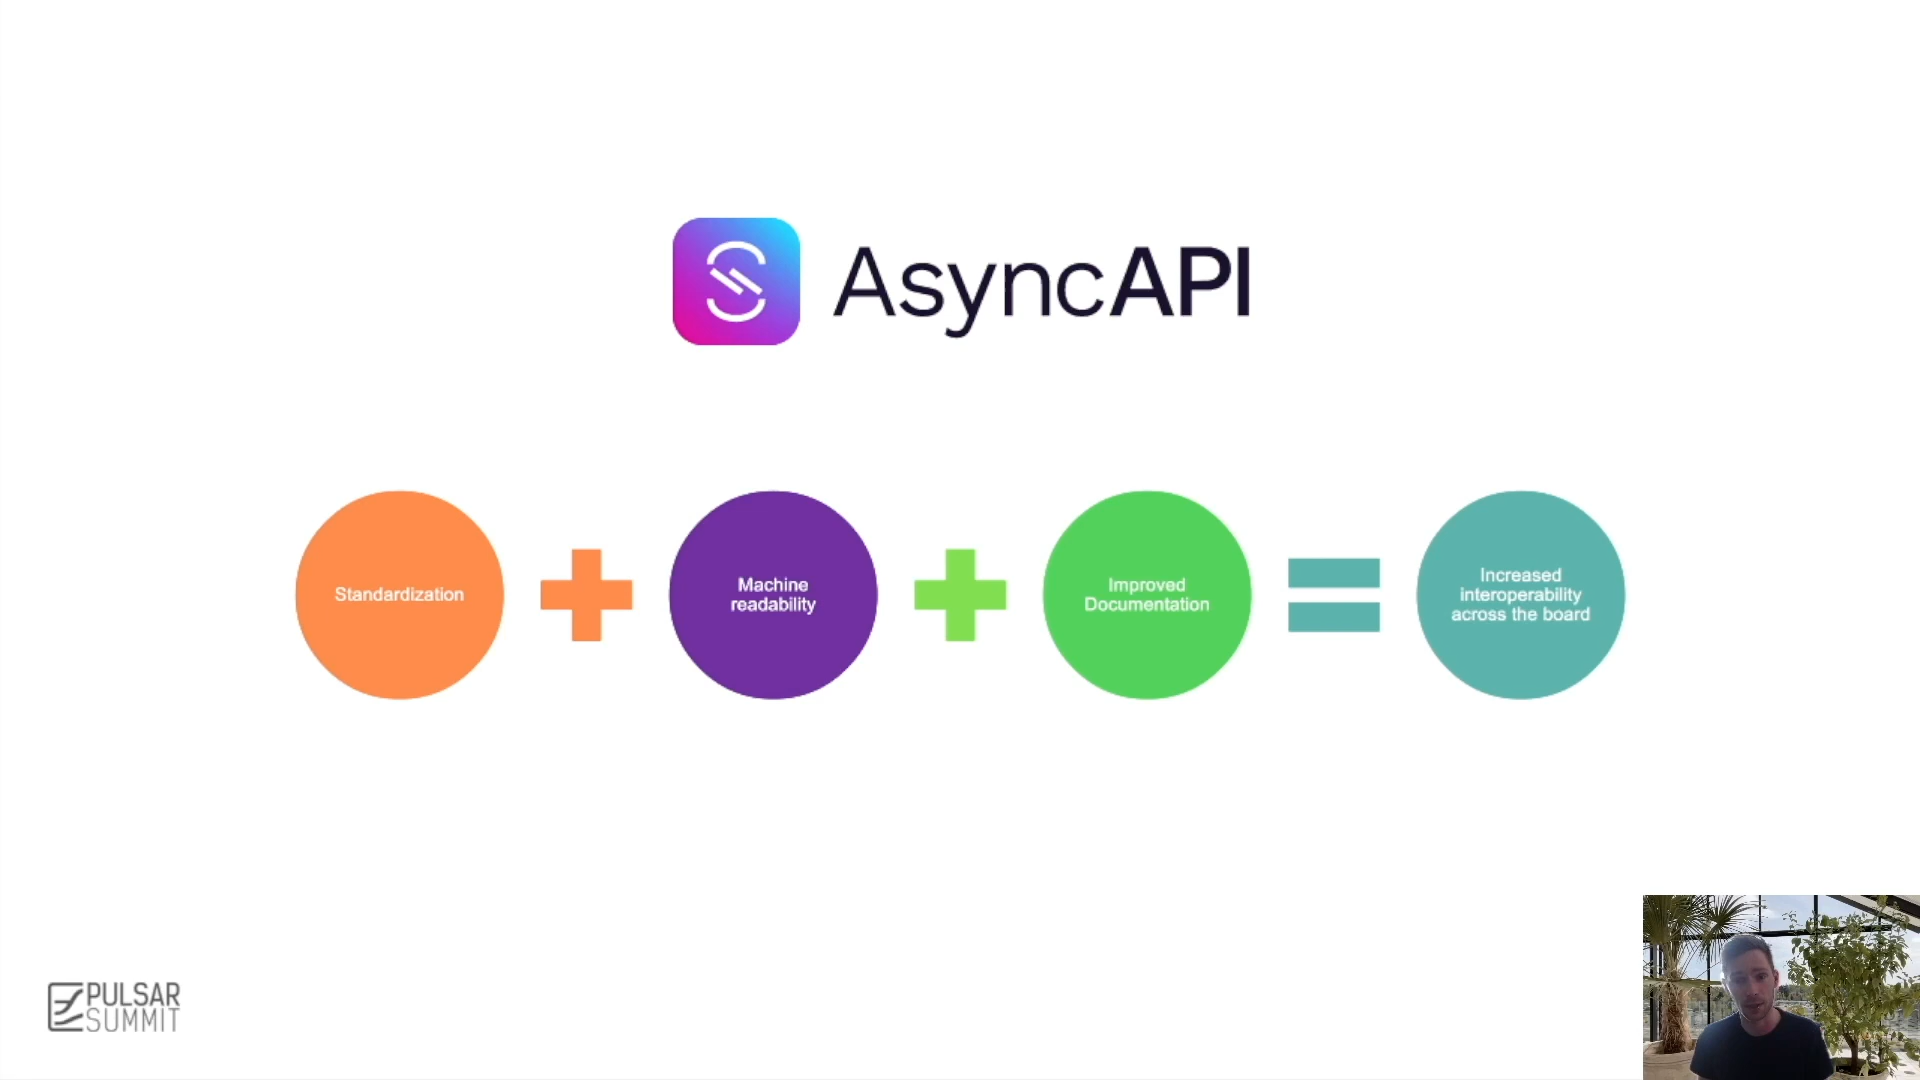 AsyncAPI
Standardization
Machine
readability
Improved
Documentation
Increased
interoperability
across the board
PULSAR
SUMMIT